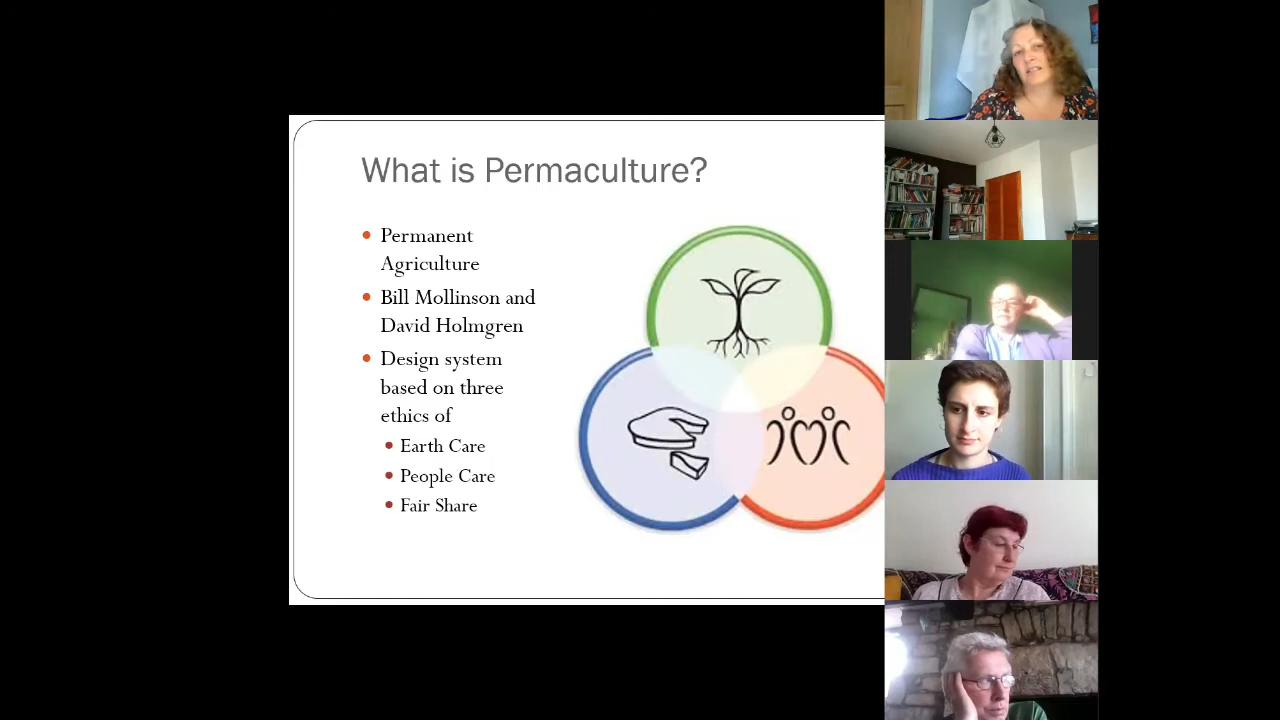 What is Permaculture?
Permanent
Agriculture
Bill Mollinson and
David Holmgren
Design system
based on three
ethics of
Earth Care
People Care
Fair Share